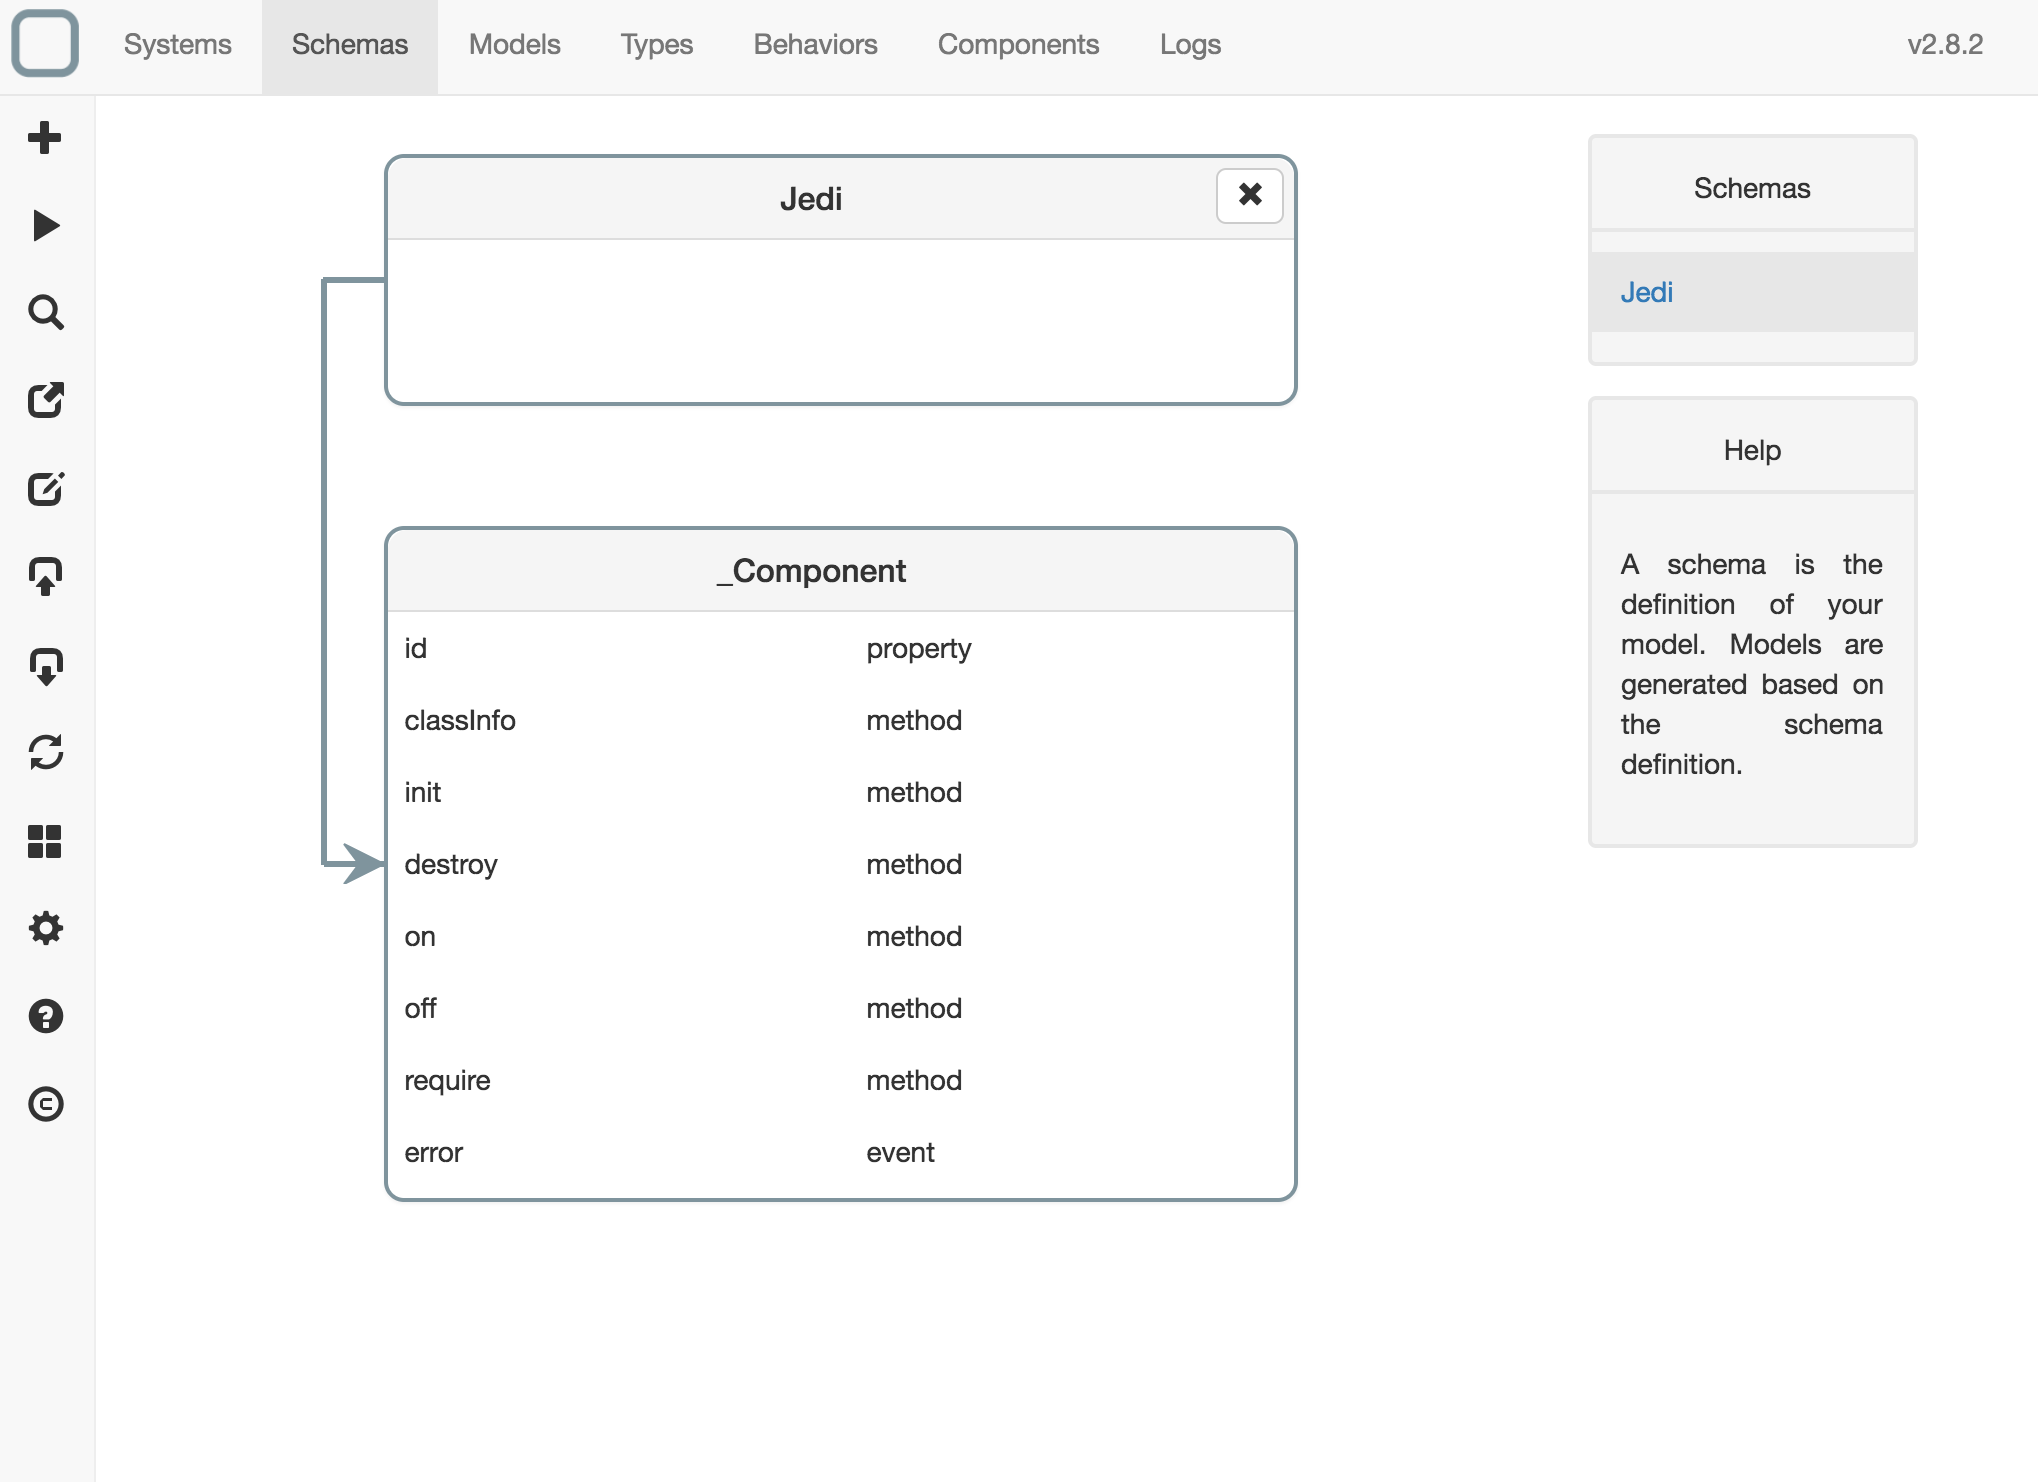 Systems Schemas Models Types Behaviors Components Logs v2.8.2
Jedi
_Component
id property
classInfo method
init method
destroy method
on method
off method
require method
error event
Schemas
Jedi
Help
A schema is the
definition of your
model. Models are
generated based on
the schema
definition.